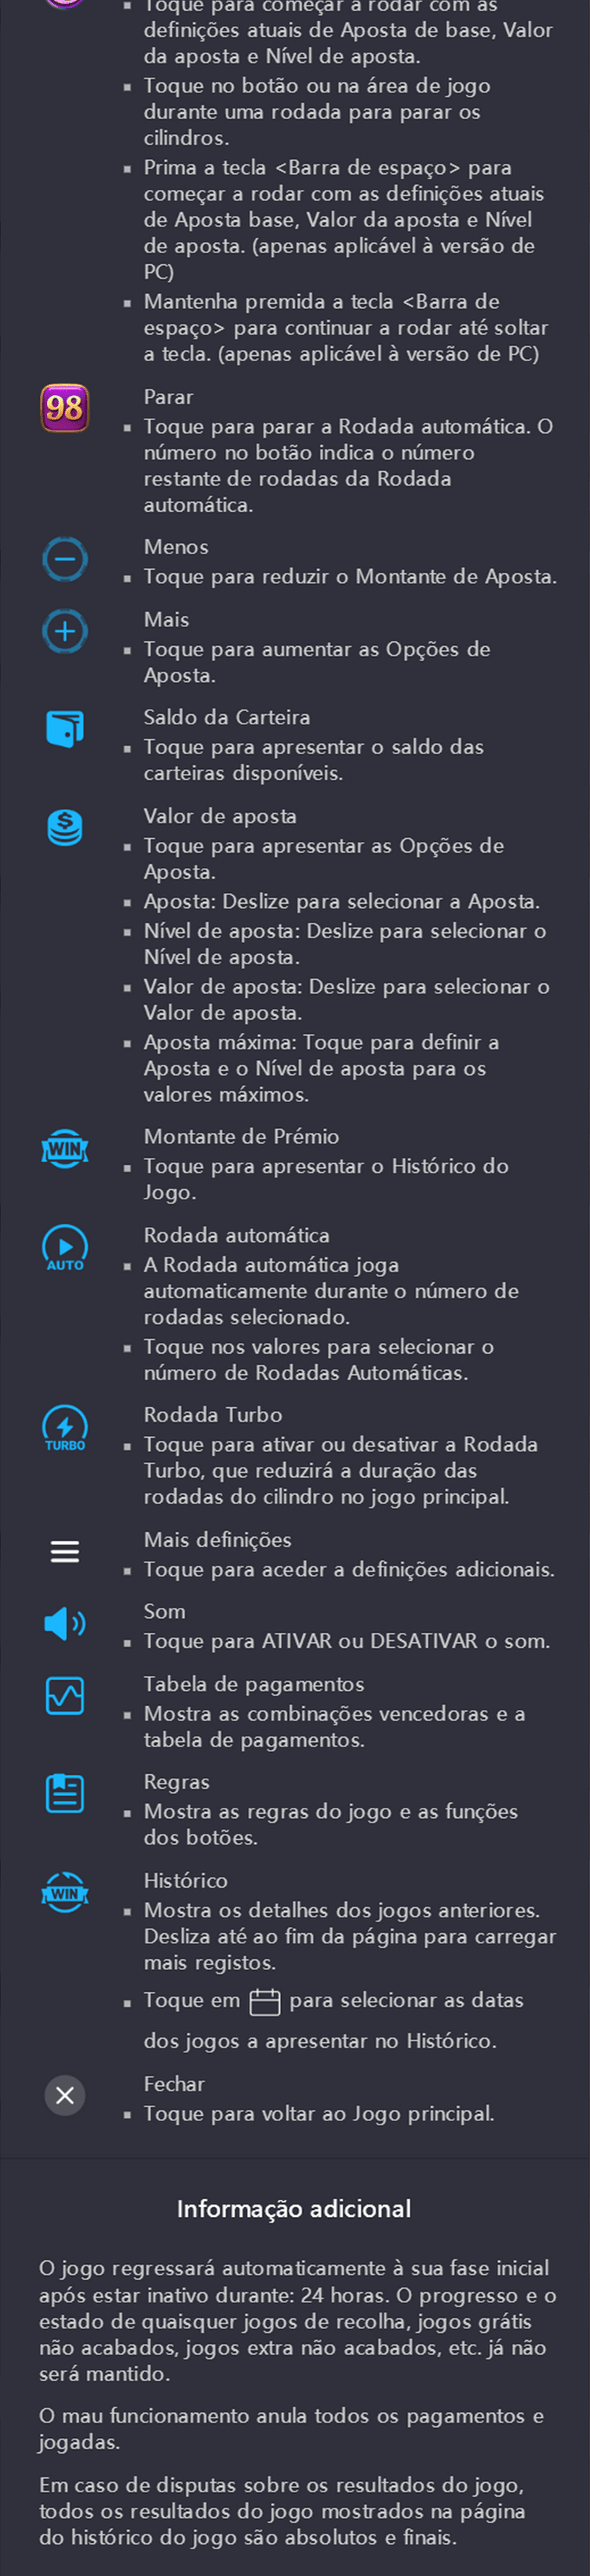 Toque para começar a rodar com as
definições atuais de Aposta de base, Valor
da aposta e Nível de aposta.
Toque no botão ou na área de jogo
durante uma rodada para parar os
cilindros.
Prima a tecla <Barra de espaço> para
começar a rodar com as definições atuais
de Aposta base, Valor da aposta e Nível
de aposta. (apenas aplicável à versão de
PC)
Mantenha premida a tecla <Barra de
espaço> para continuar a rodar até soltar
a tecla. (apenas aplicável à versão de PC)
98
Parar
Toque para parar a Rodada automática. O
número no botão indica o número
restante de rodadas da Rodada
automática.
Menos
Toque para reduzir o Montante de Aposta.
Mais
Toque para aumentar as Opções de
Aposta.
Saldo da Carteira
Toque para apresentar o saldo das
carteiras disponíveis.
Valor de aposta
Toque para apresentar as Opções de
Aposta.
Aposta: Deslize para selecionar a Aposta.
Nível de aposta: Deslize para selecionar o
Nível de aposta.
Valor de aposta: Deslize para selecionar o
Valor de aposta.
Aposta máxima: Toque para definir a
Aposta e o Nível de aposta para os
valores máximos.
WIN
Montante de Prémio
Toque para apresentar o Histórico do
Jogo.
AUTO
Rodada automática
A Rodada automática joga
automaticamente durante o número de
rodadas selecionado.
Toque nos valores para selecionar o
número de Rodadas Automáticas.
TURBO
Rodada Turbo
Toque para ativar ou desativar a Rodada
Turbo, que reduzirá a duração das
rodadas do cilindro no jogo principal.
Mais definições
Toque para aceder a definições adicionais.
Som
Toque para ATIVAR ou DESATIVAR o som.
Tabela de pagamentos
Mostra as combinações vencedoras e a
tabela de pagamentos.
Regras
Mostra as regras do jogo e as funções
dos botões.
WIN
Histórico
Mostra os detalhes dos jogos anteriores.
Desliza até ao fim da página para carregar
mais registos.
Toque em para selecionar as datas
dos jogos a apresentar no Histórico.
Fechar
Toque para voltar ao Jogo principal.
Informação adicional
O jogo regressará automaticamente à sua fase inicial
após estar inativo durante: 24 horas. O progresso e o
estado de quaisquer jogos de recolha, jogos grátis
não acabados, jogos extra não acabados, etc. já não
será mantido.
O mau funcionamento anula todos os pagamentos e
jogadas.
Em caso de disputas sobre os resultados do jogo,
todos os resultados do jogo mostrados na página
do histórico do jogo são absolutos e finais.